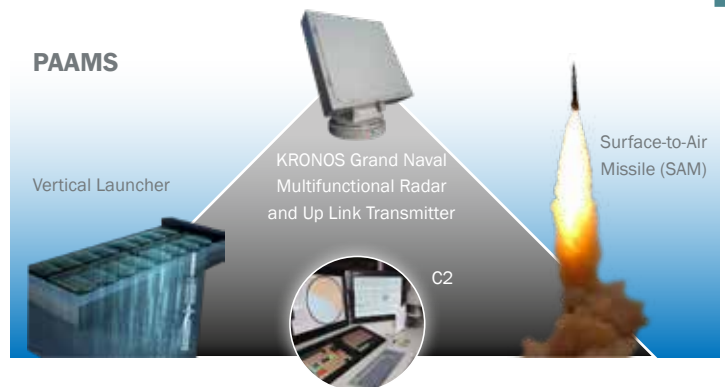 PAAMS
KRONOS Grand Naval
Multifunctional Radar
and Up Link Transmitter
Vertical Launcher
Surface-to-Air
Missile (SAM)
C2